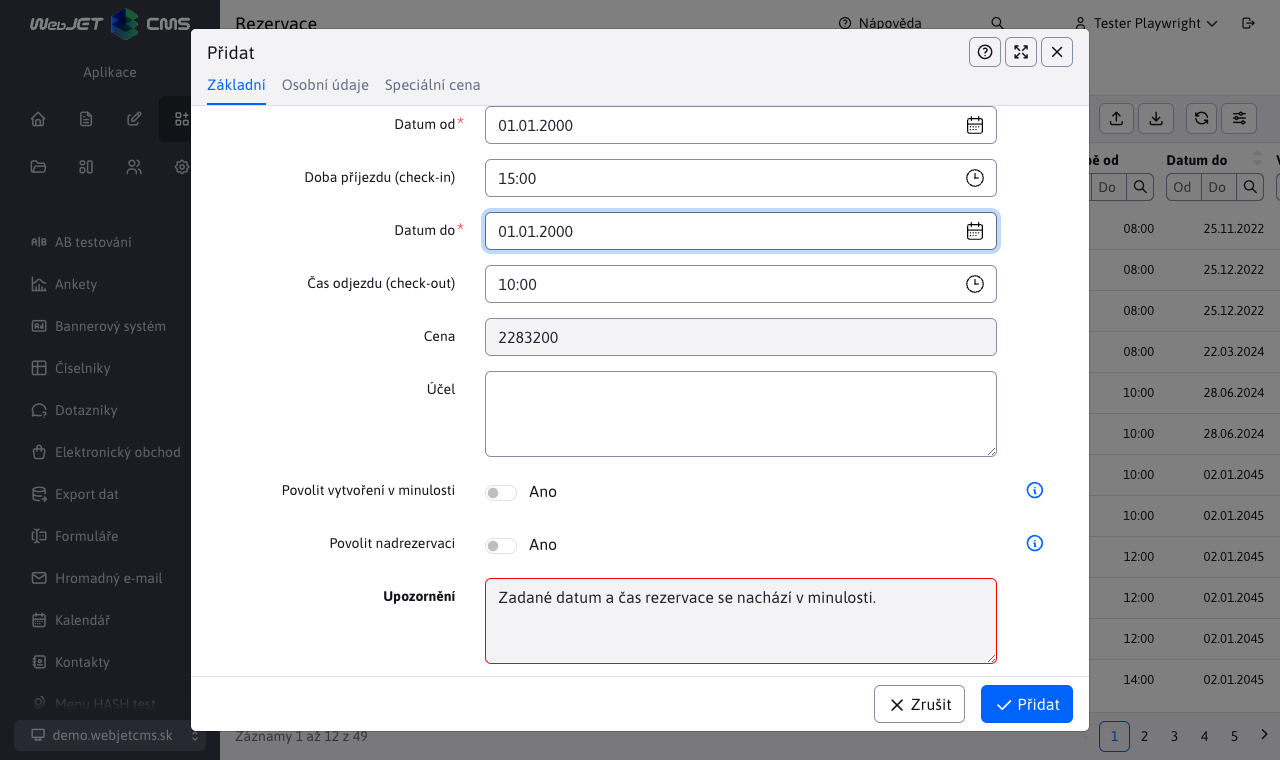 WebJET CMS
Rezervace
Nápověda
Tester Playwright
Aplikace
Přidat
Základní
Osobní údaje
Speciální cena
Datum od*
01.01.2000
Doba příjezdu (check-in)
15:00
Datum do*
01.01.2000
Čas odjezdu (check-out)
10:00
Cena
2283200
Účel
Povolit vytvoření v minulosti
Ano
Povolit nadrezervaci
Ano
Upozornění
Zadané datum a čas rezervace se nachází v minulosti.
Zrušit
Přidat
AB testování
Ankety
Bannerový systém
Číselníky
Dotazníky
Elektronický obchod
Export dat
Formuláře
Hromadný e-mail
Kalendář
Kontakty
Menu HASH test
demo.webjetcms.sk
od
Datum do
Do
Od
Do
08:00 25.11.2022
08:00 25.12.2022
08:00 25.12.2022
08:00 22.03.2024
10:00 28.06.2024
10:00 28.06.2024
10:00 02.01.2045
10:00 02.01.2045
12:00 02.01.2045
12:00 02.01.2045
12:00 02.01.2045
14:00 02.01.2045
Záznamy 1 až 12 z 49
1 2 3 4 5